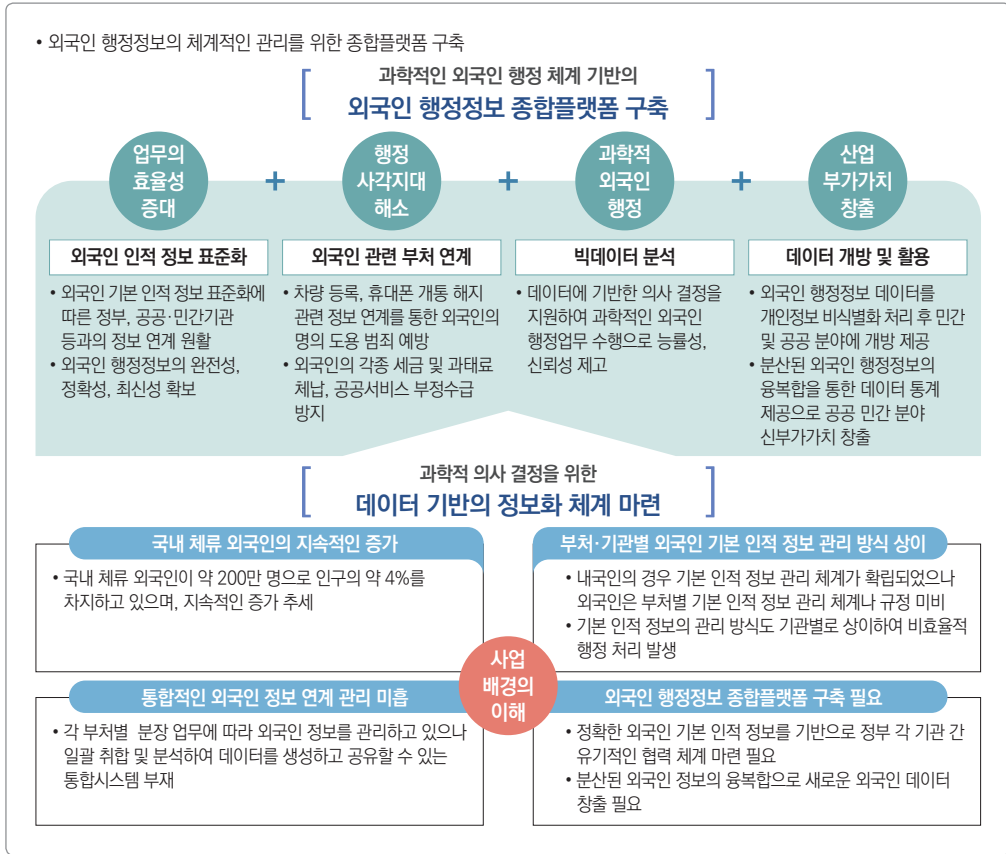 • 외국인 행정정보의 체계적인 관리를 위한 종합플랫폼 구축
과학적인 외국인 행정 체계 기반의
외국인 행정정보 종합플랫폼 구축
업무의
효율성
증대
+
행정
사각지대
해소
+
과학적
외국인
행정
+
산업
부가가치
창출
외국인 인적 정보 표준화
• 외국인 기본 인적 정보 표준화에
따른 정부, 공공·민간기관
등과의 정보 연계 원활
• 외국인 행정정보의 완전성,
정확성, 최신성 확보
외국인 관련 부처 연계
• 차량 등록, 휴대폰 개통 해지
관련 정보 연계를 통한 외국인의
명의 도용 범죄 예방
• 외국인의 각종 세금 및 과태료
체납, 공공서비스 부정수급
방지
빅데이터 분석
• 데이터에 기반한 의사 결정을
지원하여 과학적인 외국인
행정업무 수행으로 능률성,
신뢰성 제고
데이터 개방 및 활용
• 외국인 행정정보 데이터를
개인정보 비식별화 처리 후 민간
및 공공 분야에 개방 제공
• 분산된 외국인 행정정보의
융복합을 통한 데이터 통계
제공으로 공공 민간 분야
신부가가치 창출
과학적 의사 결정을 위한
데이터 기반의 정보화 체계 마련
국내 체류 외국인의 지속적인 증가
• 국내 체류 외국인이 약 200만 명으로 인구의 약 4%를
차지하고 있으며, 지속적인 증가 추세
부처·기관별 외국인 기본 인적 정보 관리 방식 상이
• 내국인의 경우 기본 인적 정보 관리 체계가 확립되었으나
외국인은 부처별 기본 인적 정보 관리 체계나 규정 미비
• 기본 인적 정보의 관리 방식도 기관별로 상이하여 비효율적
행정 처리 발생
사업
배경의
이해
통합적인 외국인 정보 연계 관리 미흡
• 각 부처별 분장 업무에 따라 외국인 정보를 관리하고 있으나
일괄 취합 및 분석하여 데이터를 생성하고 공유할 수 있는
통합시스템 부재
외국인 행정정보 종합플랫폼 구축 필요
• 정확한 외국인 기본 인적 정보를 기반으로 정부 각 기관 간
유기적인 협력 체계 마련 필요
• 분산된 외국인 정보의 융복합으로 새로운 외국인 데이터
창출 필요